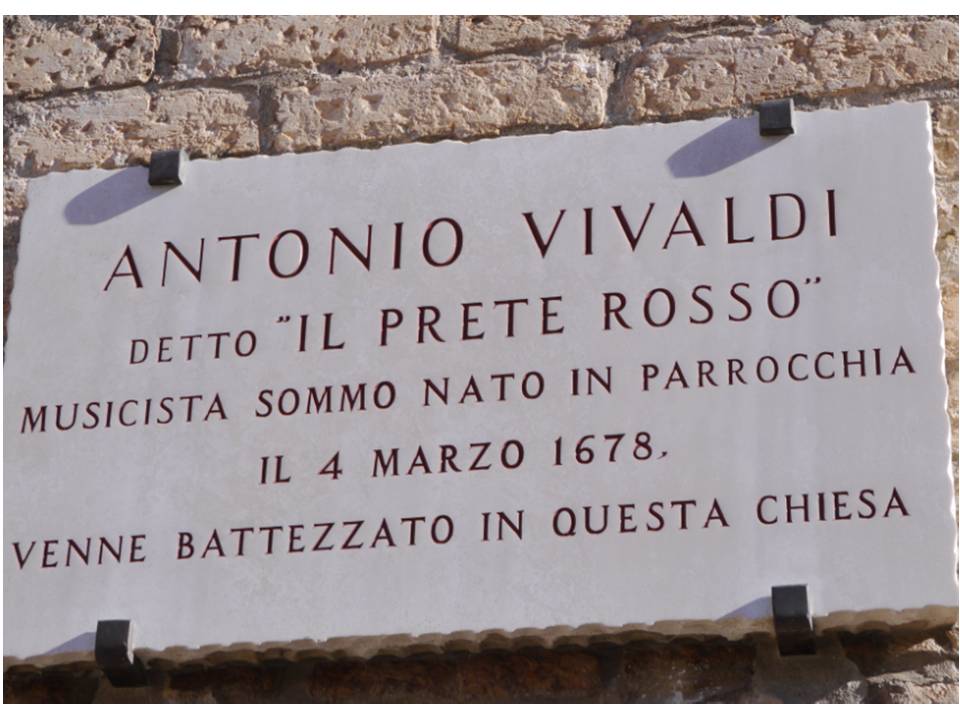 ANTONIO VIVALDI
DETTO "IL PRETE ROSSO"
MUSICISTA SOMMO NATO IN PARROCCHIA
IL 4 MARZO 1678,
VENNE BATTEZZATO IN QUESTA CHIESA